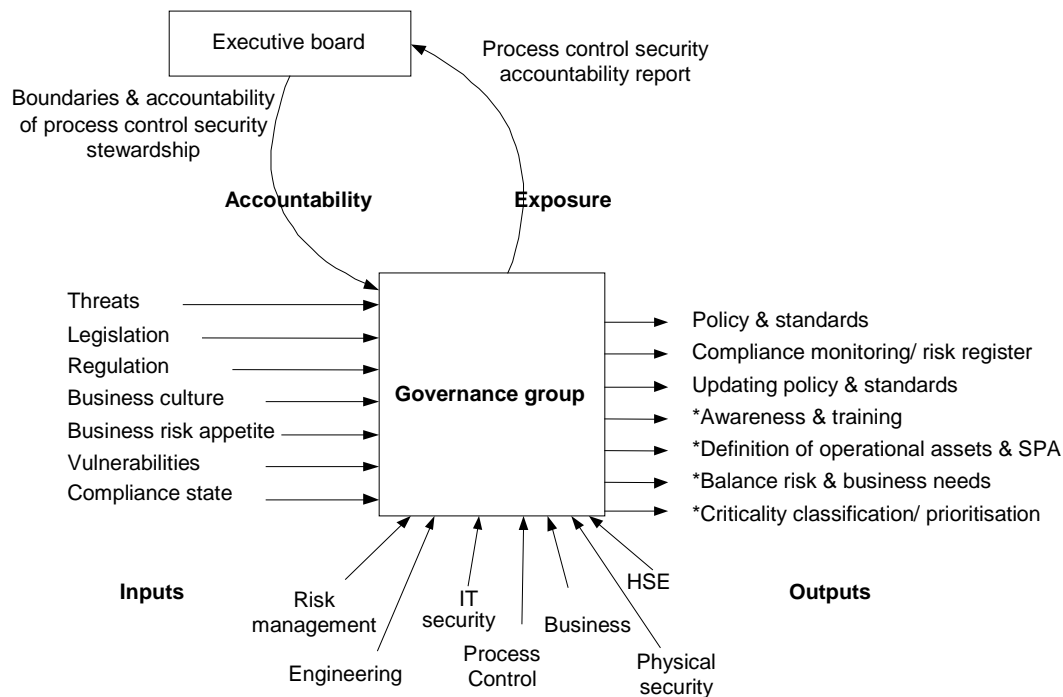 Executive board
Process control security
accountability report
Boundaries & accountability
of process control security
stewardship
Accountability
Exposure
Threats
Legislation
Regulation
Business culture
Business risk appetite
Vulnerabilities
Compliance state
Governance group
Policy & standards
Compliance monitoring/ risk register
Updating policy & standards
*Awareness & training
*Definition of operational assets & SPA
*Balance risk & business needs
*Criticality classification/ prioritisation
Inputs
Risk
management
Engineering
IT
security
Process
Control
Business
Physical
security
HSE
Outputs